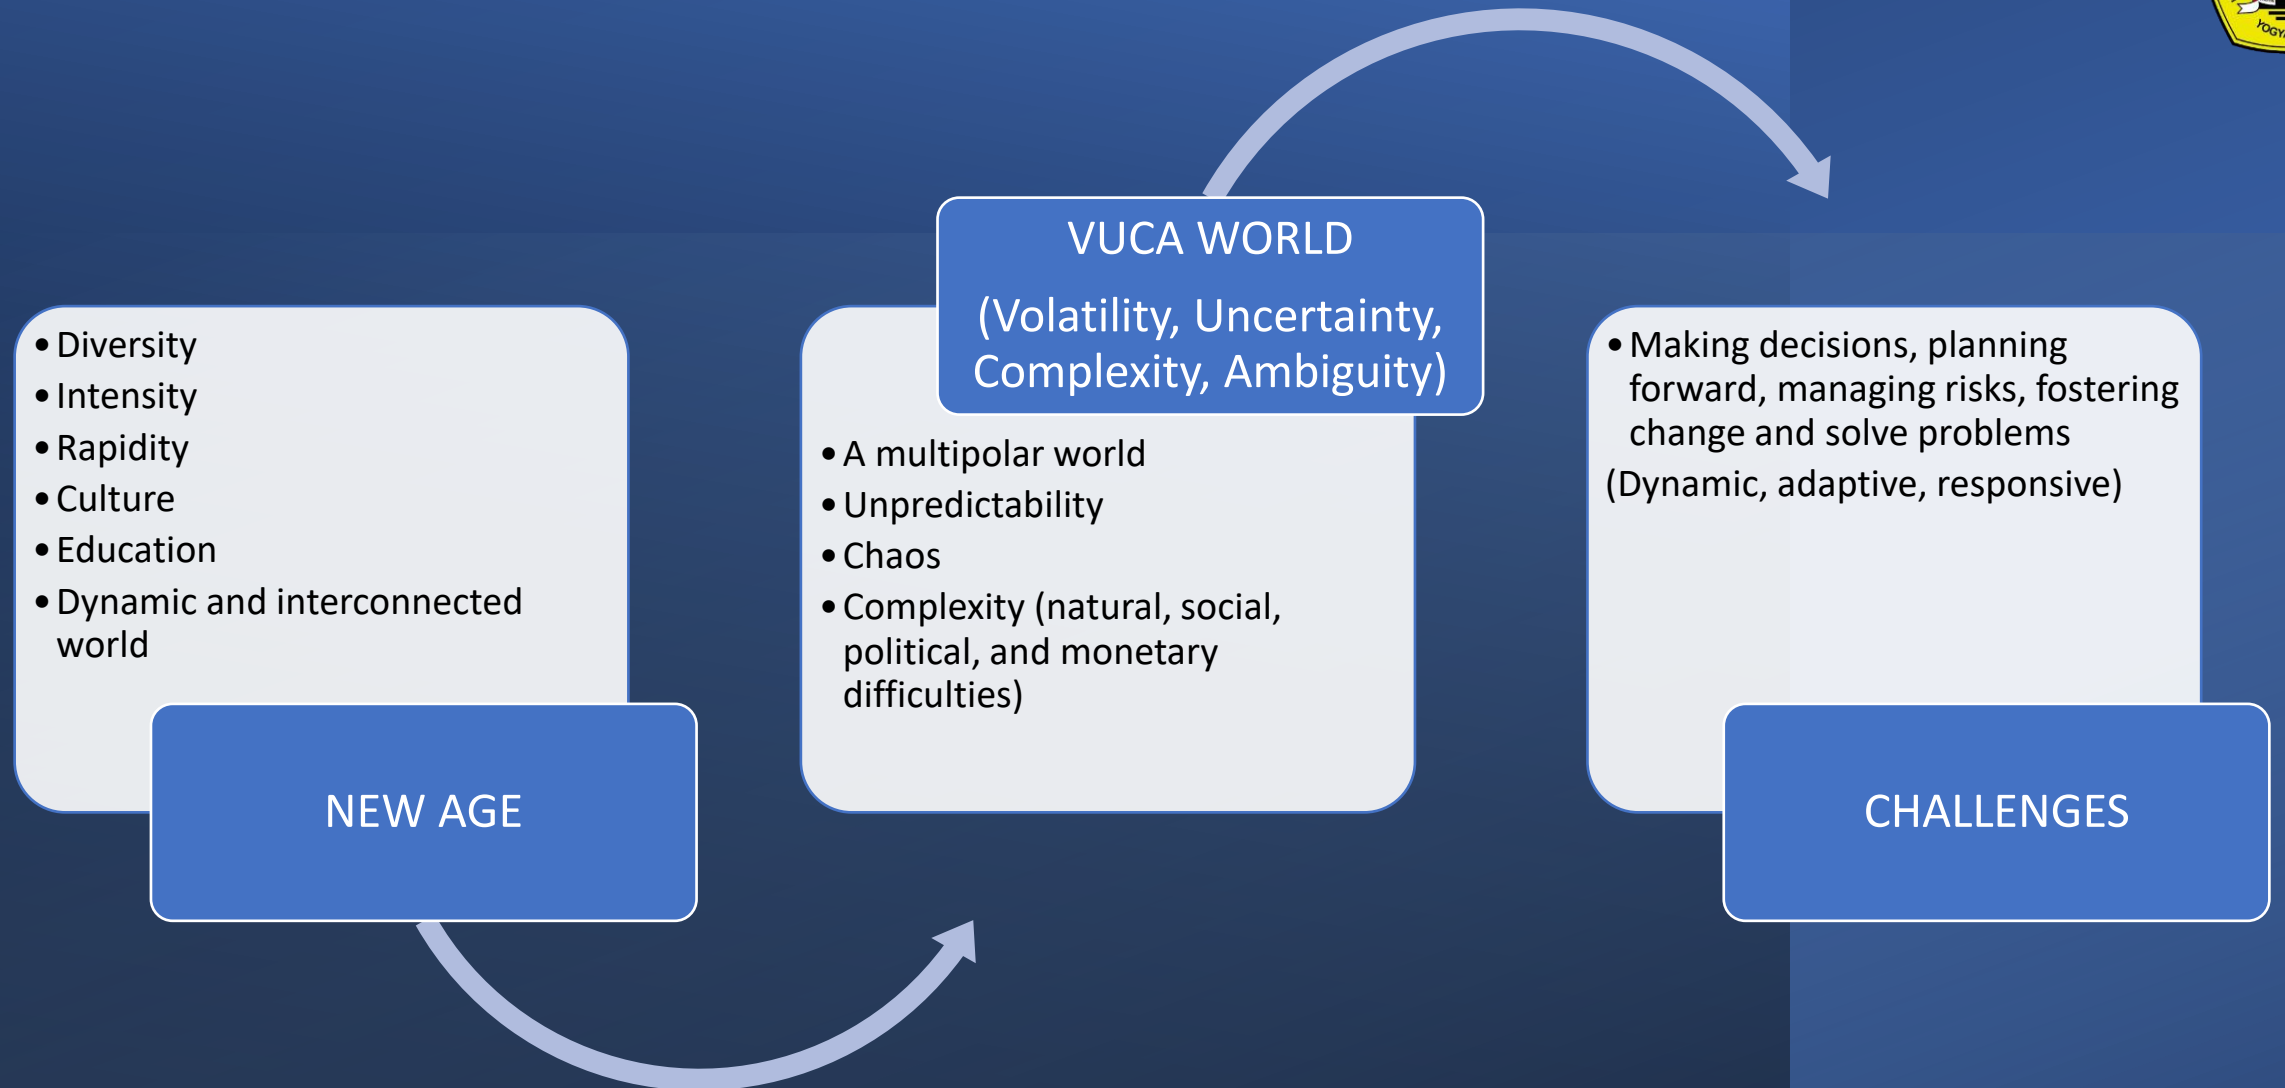 • Diversity
• Intensity
• Rapidity
• Culture
• Education
• Dynamic and interconnected
world
NEW AGE
VUCA WORLD
(Volatility, Uncertainty,
Complexity, Ambiguity)
• A multipolar world
• Unpredictability
• Chaos
• Complexity (natural, social,
political, and monetary
difficulties)
• Making decisions, planning
forward, managing risks, fostering
change and solve problems
(Dynamic, adaptive, responsive)
CHALLENGES